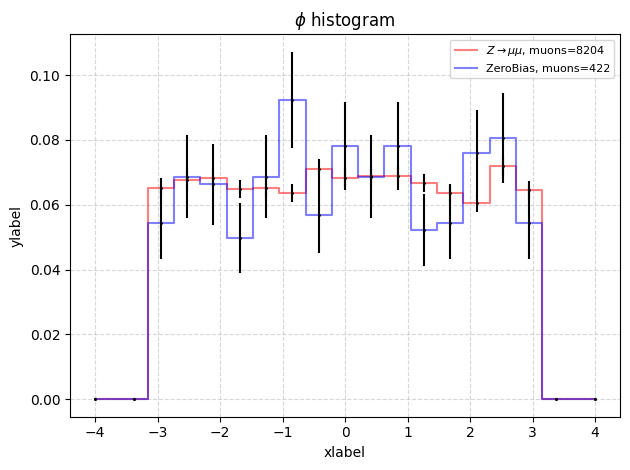 ϕ histogram
Z → μμ, muons=8204
ZeroBias, muons=422
ylabel
0.10
0.08
0.06
0.04
0.02
0.00
−4 −3 −2 −1 0 1 2 3 4
xlabel